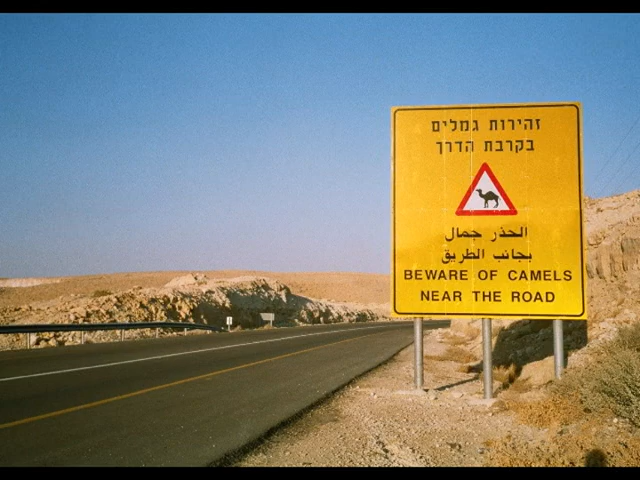 זהירות גמלים
בקרבת הדרך
الحذر جمال
بجانب الطريق
BEWARE OF CAMELS
NEAR THE ROAD